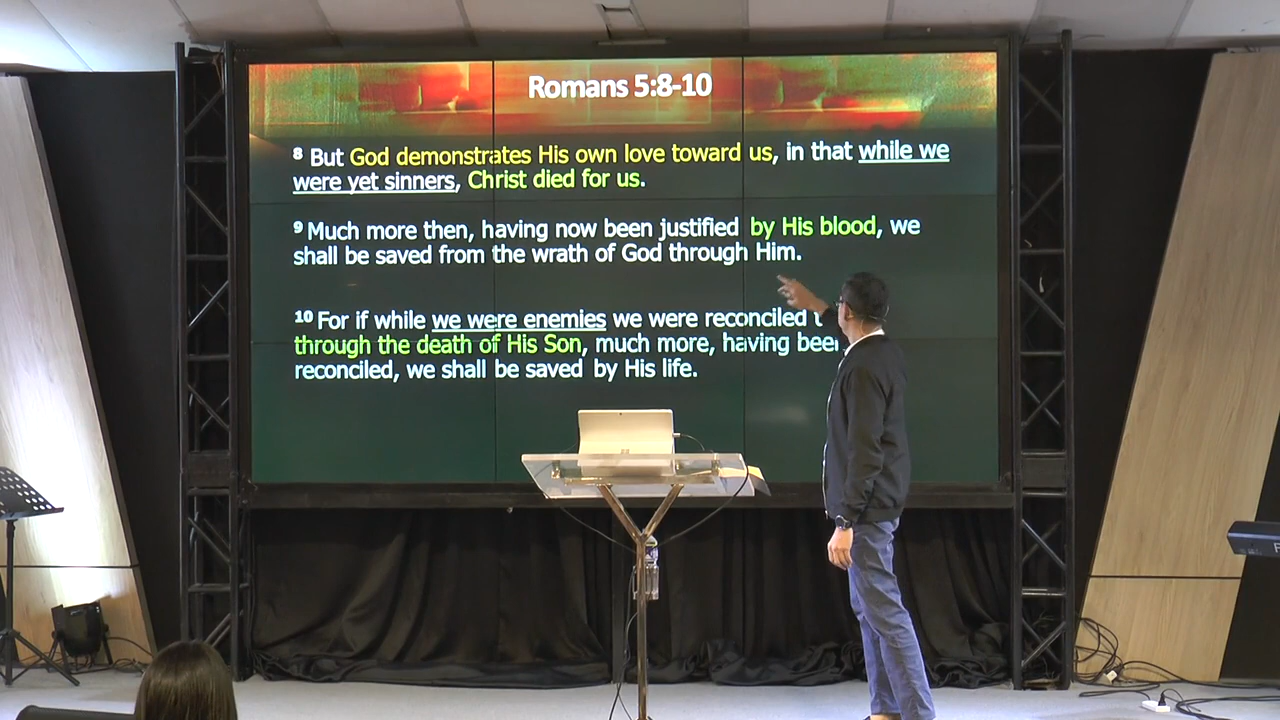 Romans 5:8-10
8 But God demonstrates His own love toward us, in that while we
were yet sinners, Christ died for us.
9 Much more then, having now been justified by His blood, we
shall be saved from the wrath of God through Him.
10 For if while we were enemies we were reconciled
through the death of His Son, much more, having been
reconciled, we shall be saved by His life.